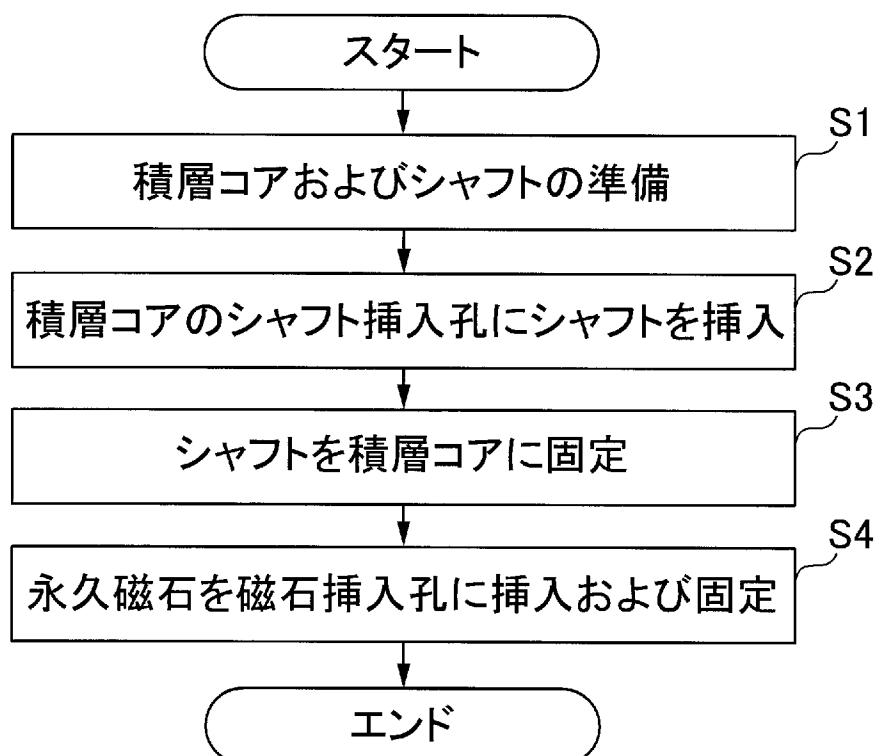 スタート
S1
積層コアおよびシャフトの準備
S2
積層コアのシャフト挿入孔にシャフトを挿入
S3
シャフトを積層コアに固定
S4
永久磁石を磁石挿入孔に挿入および固定
エンド